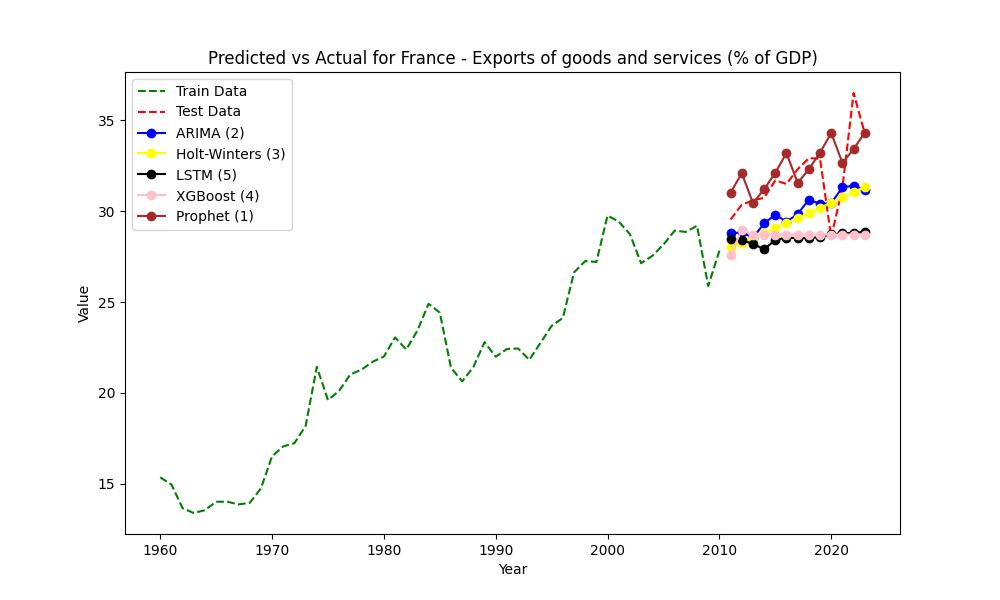 Predicted vs Actual for France - Exports of goods and services (% of GDP)
Train Data
Test Data
ARIMA (2)
Holt-Winters (3)
LSTM (5)
XGBoost (4)
Prophet (1)
35
30
25
20
15
Value
1960 1970 1980 1990 2000 2010 2020
Year